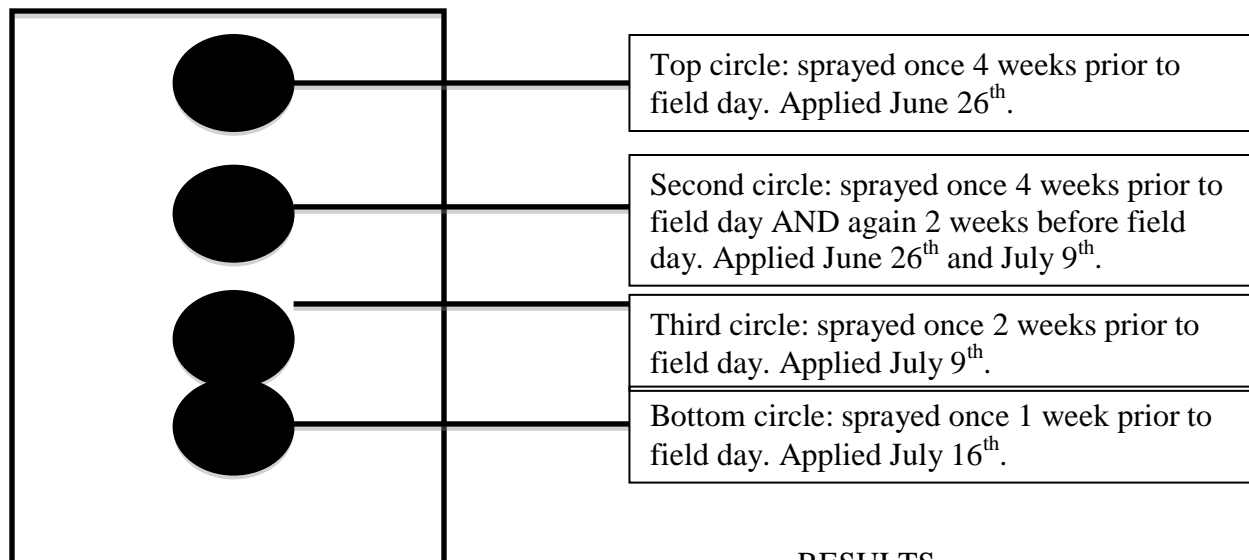 Top circle: sprayed once 4 weeks prior to
field day. Applied June 26th.
Second circle: sprayed once 4 weeks prior to
field day AND again 2 weeks before field
day. Applied June 26th and July 9th.
Third circle: sprayed once 2 weeks prior to
field day. Applied July 9th.
Bottom circle: sprayed once 1 week prior to
field day. Applied July 16th.
RESULTS